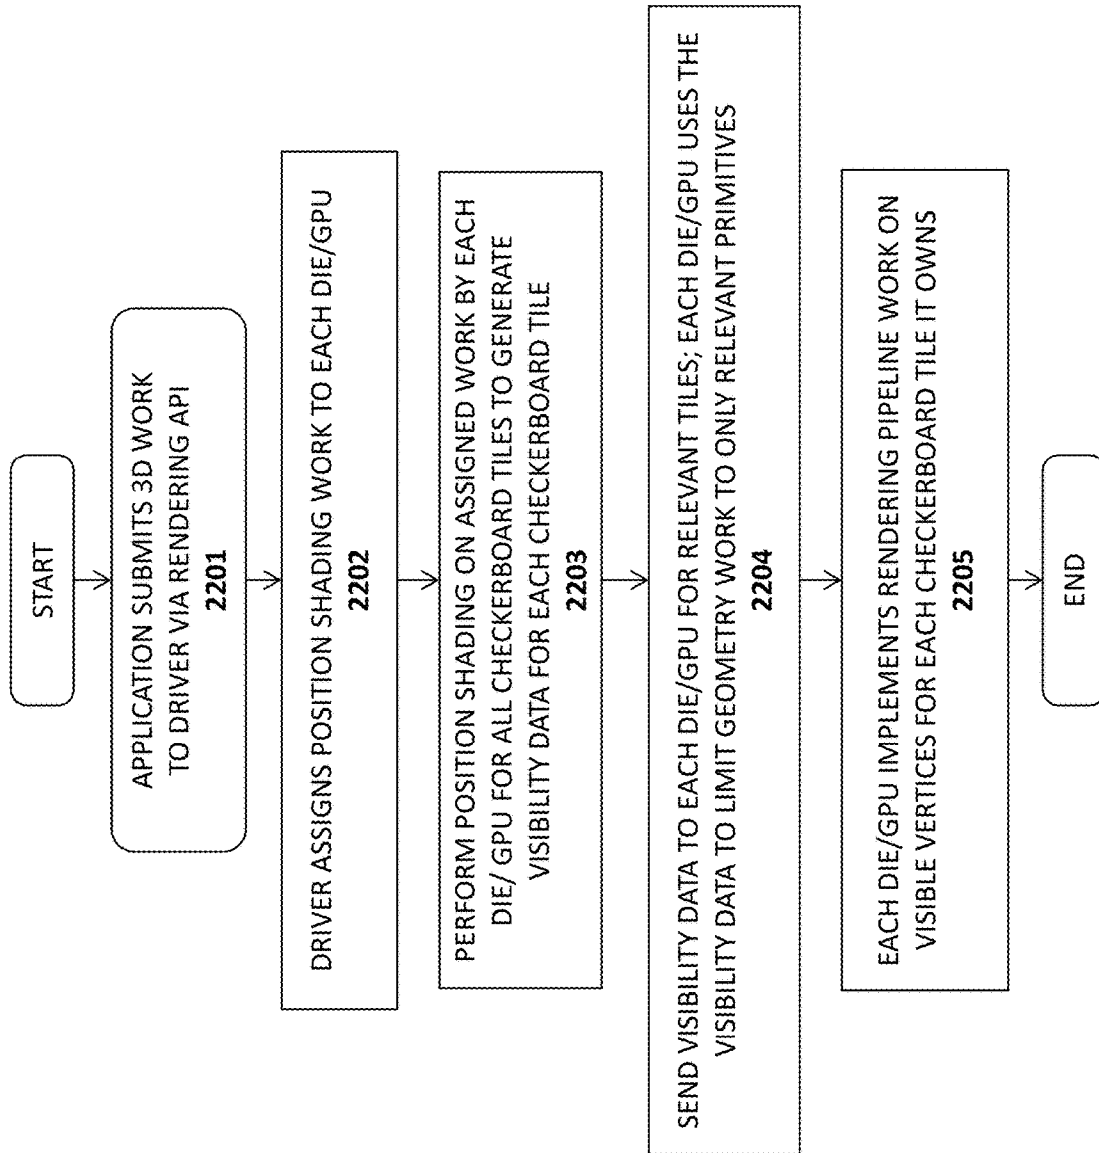 START
APPLICATION SUBMITS 3D WORK
TO DRIVER VIA RENDERING API
2201
DRIVER ASSIGNS POSITION SHADING WORK TO EACH DIE/GPU
2202
PERFORM POSITION SHADING ON ASSIGNED WORK BY EACH
DIE/ GPU FOR ALL CHECKERBOARD TILES TO GENERATE
VISIBILITY DATA FOR EACH CHECKERBOARD TILE
2203
SEND VISIBILITY DATA TO EACH DIE/GPU FOR RELEVANT TILES; EACH DIE/GPU USES THE
VISIBILITY DATA TO LIMIT GEOMETRY WORK TO ONLY RELEVANT PRIMITIVES
2204
EACH DIE/GPU IMPLEMENTS RENDERING PIPELINE WORK ON
VISIBLE VERTICES FOR EACH CHECKERBOARD TILE IT OWNS
2205
END